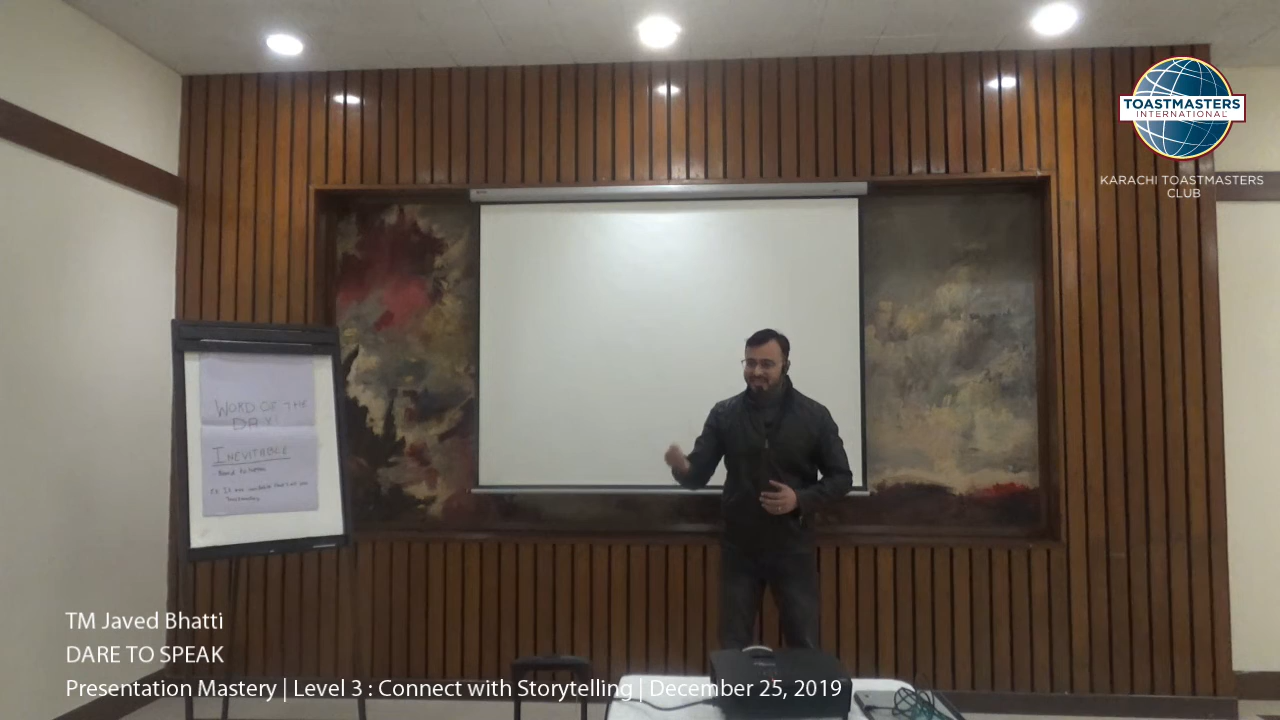 TOASTMASTERS
INTERNATIONAL
KARACHI TOASTMASTERS
CLUB
WORD OF THE
DAY!
INEVITABLE
TM Javed Bhatti
DARE TO SPEAK
Presentation Mastery | Level 3 : Connect with Storytelling | December 25, 2019